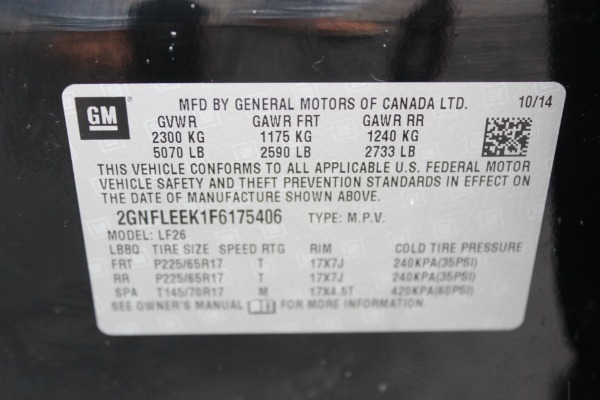 GM
MFD BY GENERAL MOTORS OF CANADA LTD. 10/14
GVWR GAWR FRT GAWR RR
2300 KG 1175 KG 1240 KG
5070 LB 2590 LB 2733 LB
THIS VEHICLE CONFORMS TO ALL APPLICABLE U.S. FEDERAL MOTOR
VEHICLE SAFETY AND THEFT PREVENTION STANDARDS IN EFFECT ON
THE DATE OF MANUFACTURE SHOWN ABOVE.
2GNFLEEK1F6175406 TYPE: M.P.V.
MODEL: LF26
LBBQ TIRE SIZE SPEED RTG RIM COLD TIRE PRESSURE
FRT P225/65R17 T 17X7J 240KPA(35PSI)
RR P225/65R17 T 17X7J 240KPA(35PSI)
SPA T145/70R17 M 17X4.5T 420KPA(60PSI)
SEE OWNER'S MANUAL FOR MORE INFORMATION.